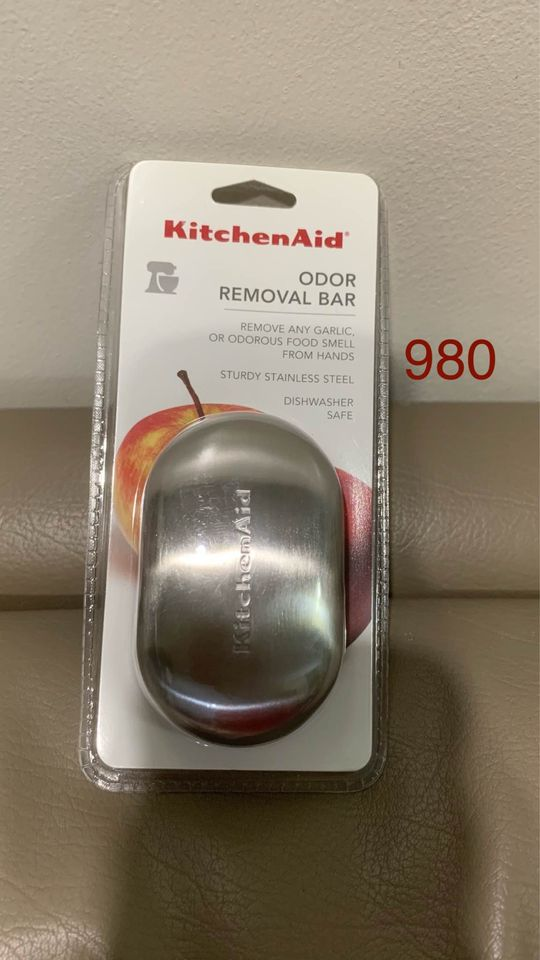 KitchenAid®
ODOR
REMOVAL BAR
REMOVE ANY GARLIC,
OR ODOROUS FOOD SMELL
FROM HANDS
STURDY STAINLESS STEEL
DISHWASHER
SAFE
980
KitchenAid